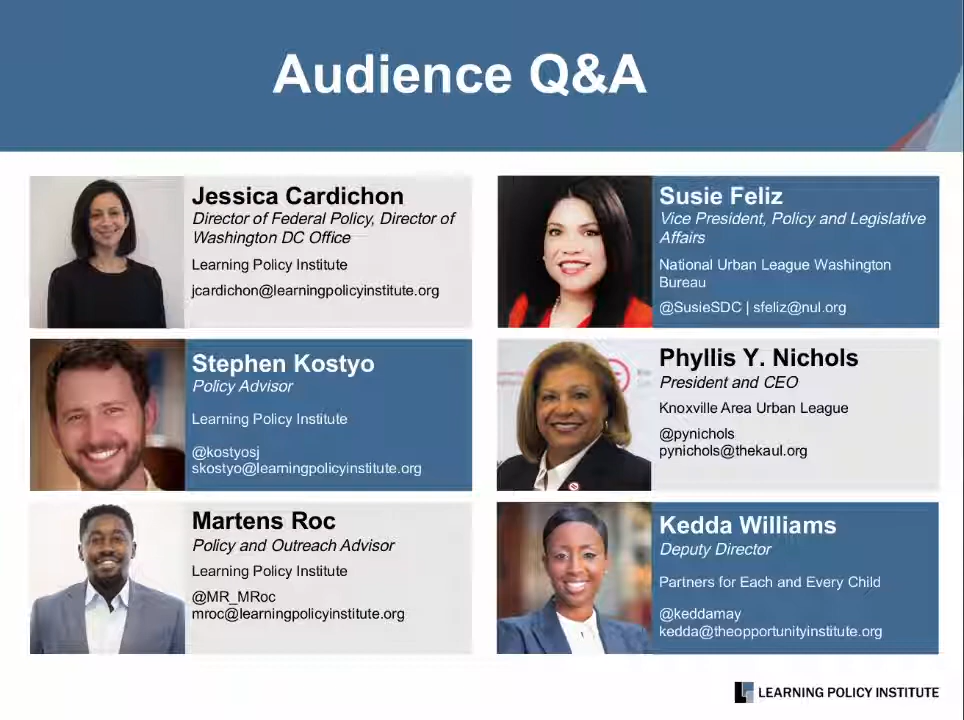 Audience Q&A
Jessica Cardichon
Director of Federal Policy, Director of
Washington DC Office
Learning Policy Institute
jcardichon@learningpolicyinstitute.org
Susie Feliz
Vice President, Policy and Legislative
Affairs
National Urban League Washington
Bureau
@SusieSDC | sfeliz@nul.org
Stephen Kostyo
Policy Advisor
Learning Policy Institute
@kostyosj
skostyo@learningpolicyinstitute.org
Phyllis Y. Nichols
President and CEO
Knoxville Area Urban League
@pynichols
pynichols@thekaul.org
Martens Roc
Policy and Outreach Advisor
Learning Policy Institute
@MR_MRoc
mroc@learningpolicyinstitute.org
Kedda Williams
Deputy Director
Partners for Each and Every Child
@keddamay
kedda@theopportunityinstitute.org
LEARNING POLICY INSTITUTE